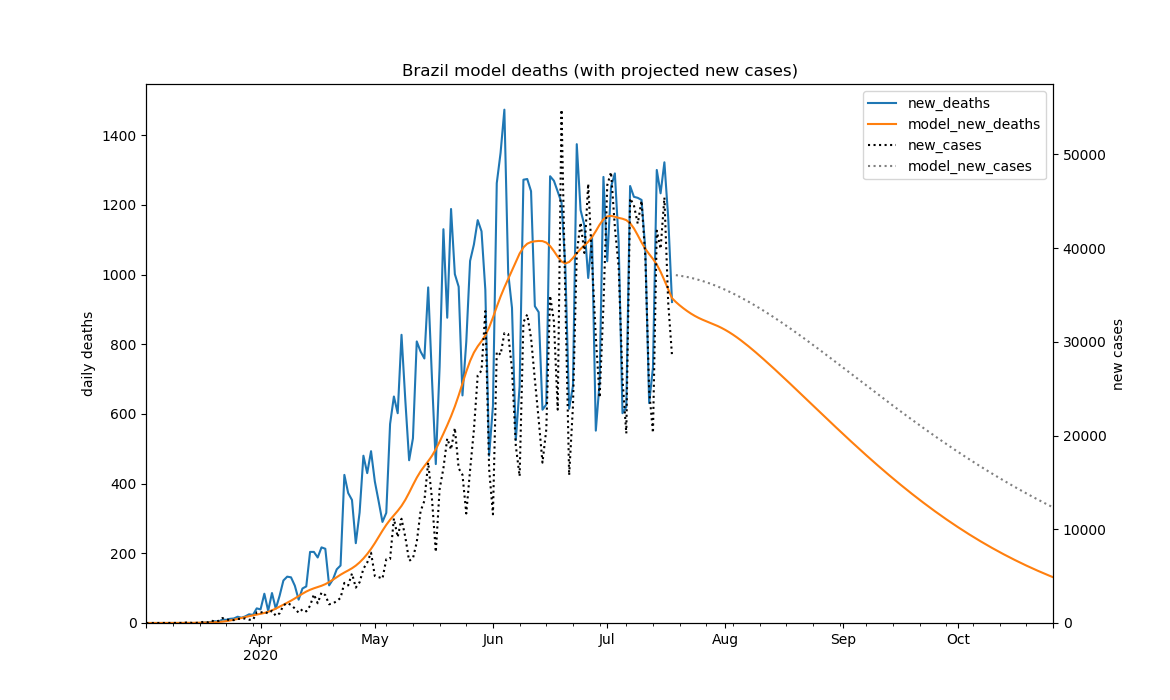 Brazil model deaths (with projected new cases)
new_deaths
model_new_deaths
new_cases
model_new_cases
1400
1200
1000
800
600
400
200
0
daily deaths
50000
40000
30000
20000
10000
0
new cases
Apr
2020
May
Jun
Jul
Aug
Sep
Oct